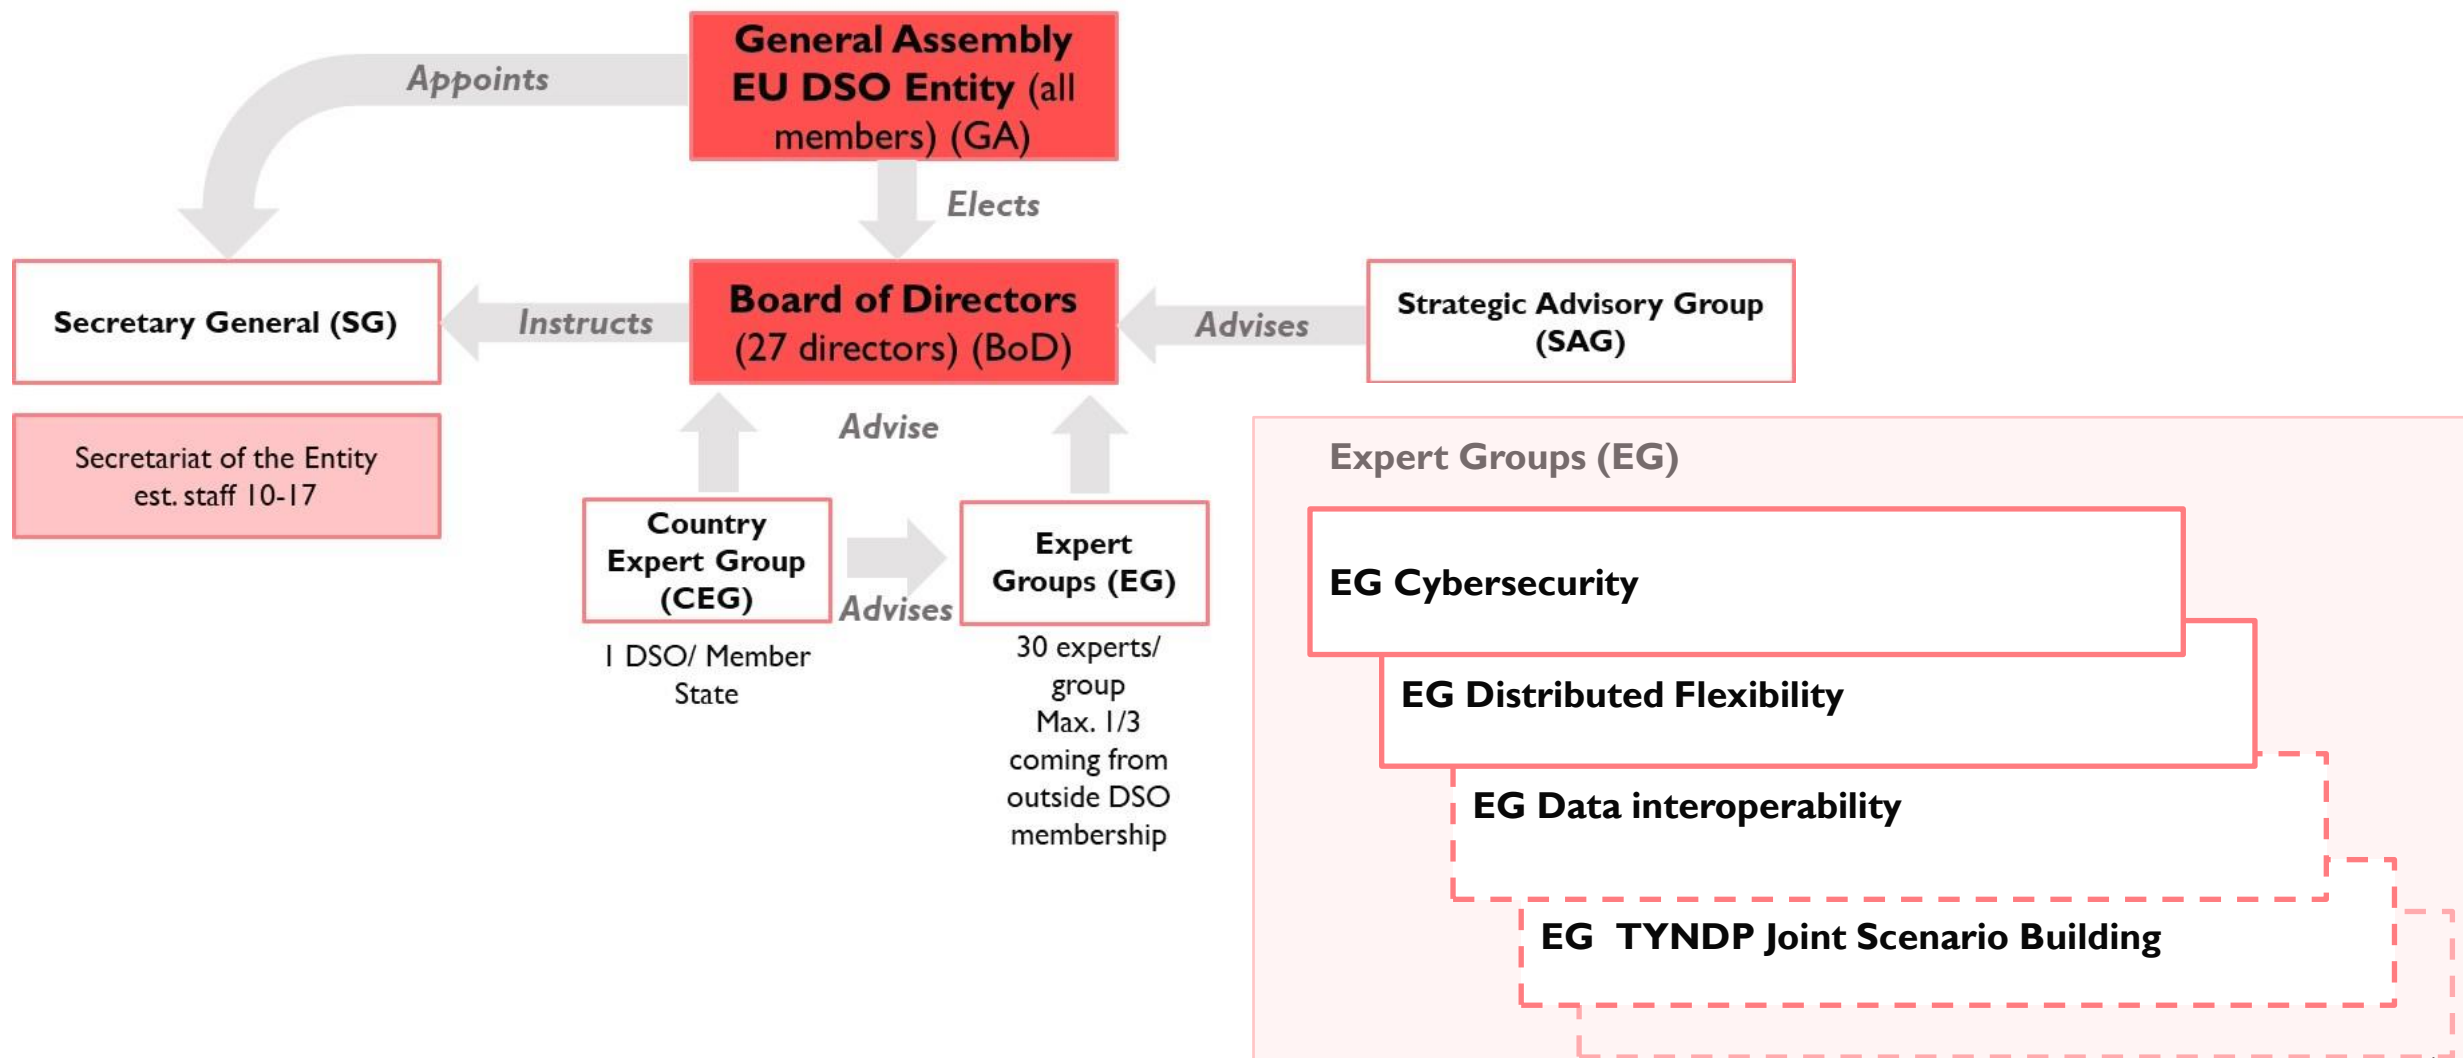 General Assembly
EU DSO Entity (all
members) (GA)
Appoints
Elects
Secretary General (SG)
Instructs
Board of Directors
(27 directors) (BoD)
Advises
Strategic Advisory Group
(SAG)
Secretariat of the Entity
est. staff 10-17
Advise
Country
Expert Group
(CEG)
Advises
Expert
Groups (EG)
1 DSO/ Member
State
30 experts/
group
Max. 1/3
coming from
outside DSO
membership
Expert Groups (EG)
EG Cybersecurity
EG Distributed Flexibility
EG Data interoperability
EG TYNDP Joint Scenario Building